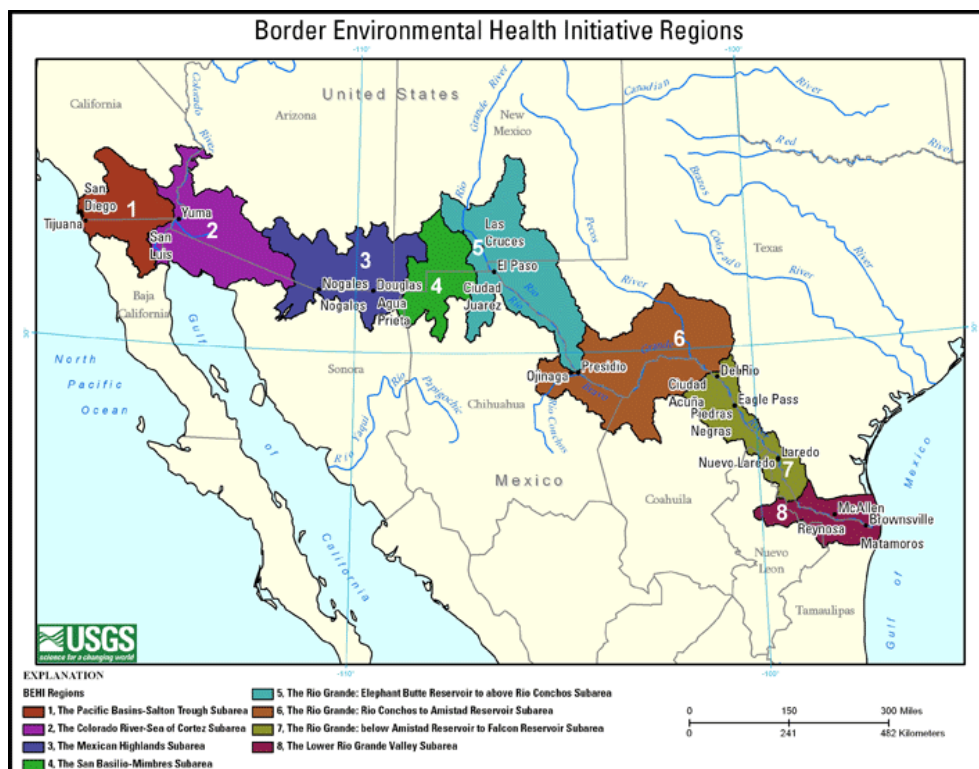 Border Environmental Health Initiative Regions
-110°
-100°
California
Colorado
River
Arizona
United States
New
Mexico
Rio
Grande
River
Canadian
River
Red
River
Brazos
River
Colorado
River
Pecos
River
Texas
San
Diego
Tijuana
1
Yuma
San
Luis
2
Baja
California
Gulf
of
California
3
Nogales
Nogales
Douglas
Agua
Prieta
4
5
Las
Cruces
El Paso
Ciudad
Juarez
Rio
Rio
Grande
Bravo
6
Presidio
Ojinaga
Rio Conchos
Del Rio
Ciudad
Acuña
Eagle Pass
Piedras
Negras
Laredo
Nuevo Laredo
7
8
McAllen
Brownsville
Reynosa
Matamoros
30°
30°
North
Pacific
Ocean
Sonora
Rio Yaqui
Rio
Papigochic
Chihuahua
Mexico
Coahuila
Nuevo
Leon
Tamaulipas
Gulf of
Mexico
-110°
-100°
USGS
science for a changing world
EXPLANATION
BEHI Regions
1, The Pacific Basins-Salton Trough Subarea
2, The Colorado River-Sea of Cortez Subarea
3, The Mexican Highlands Subarea
4, The San Basilio-Mimbres Subarea
5, The Rio Grande: Elephant Butte Reservoir to above Rio Conchos Subarea
6, The Rio Grande: Rio Conchos to Amistad Reservoir Subarea
7, The Rio Grande: below Amistad Reservoir to Falcon Reservoir Subarea
8, The Lower Rio Grande Valley Subarea
0 150 300 Miles
0 241 482 Kilometers